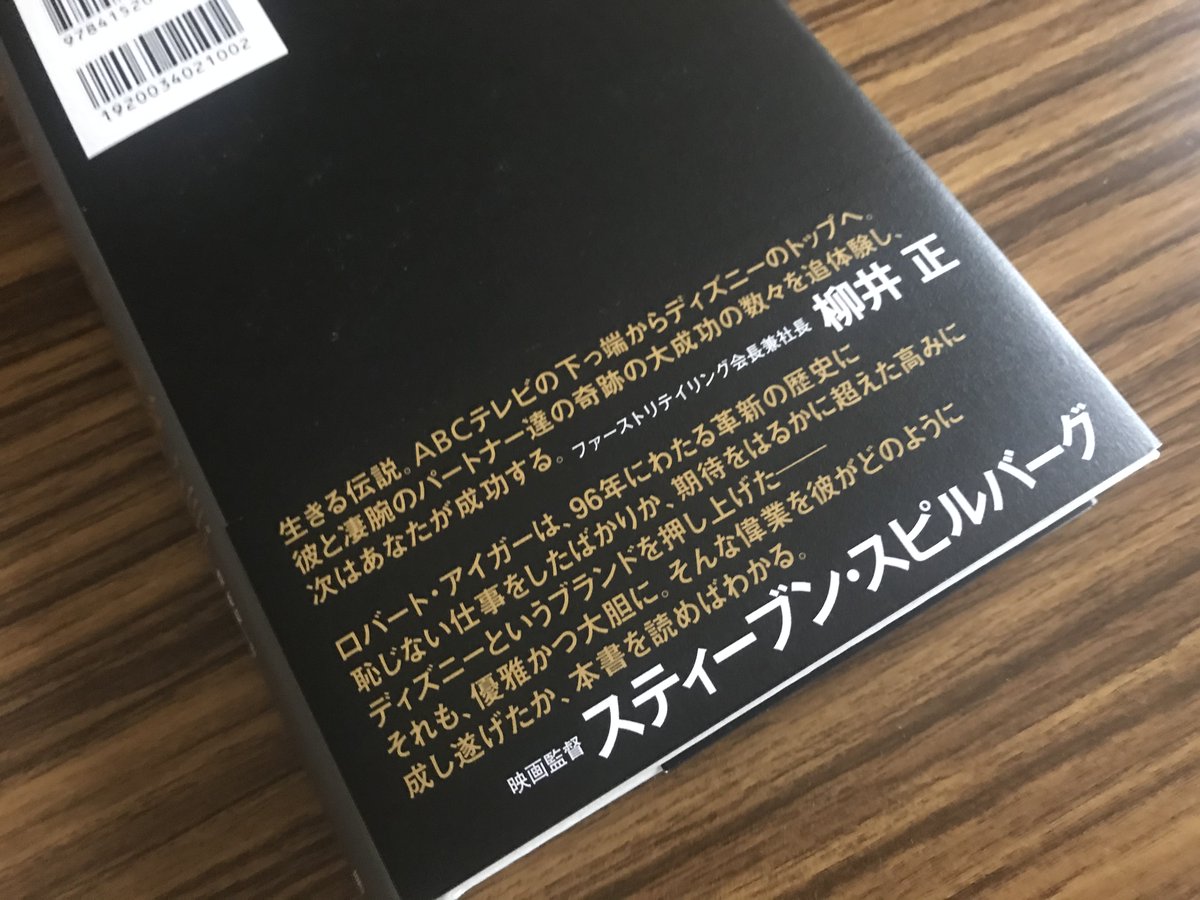 9784152
1920034021002
生きる伝説。ABCテレビの下っ端からディズニーのトップへ。
彼と凄腕のパートナー達の奇跡の大成功の数々を追体験し、
次はあなたが成功する。 ファーストリテイリング会長兼社長 柳井 正
ロバート・アイガーは、96年にわたる革新の歴史に
恥じない仕事をしたばかりか、期待をはるかに超えた高みに
ディズニーというブランドを押し上げた――
それも、優雅かつ大胆に。そんな偉業を彼がどのように
成し遂げたか、本書を読めばわかる。
映画監督 スティーブン・スピルバーグ